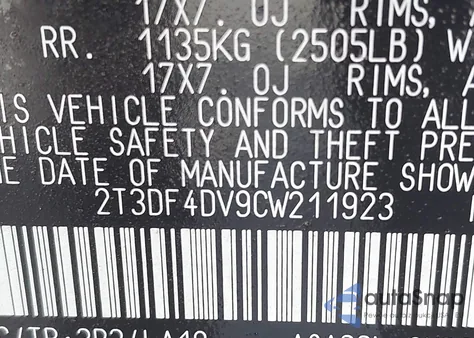 17X7. 0J RIMS,
RR. 1135KG (2505LB) W
17X7. 0J RIMS,
IS VEHICLE CONFORMS TO ALL
HICLE SAFETY AND THEFT PRE
E DATE OF MANUFACTURE SHOW
2T3DF4DV9CW211923
autoSnap